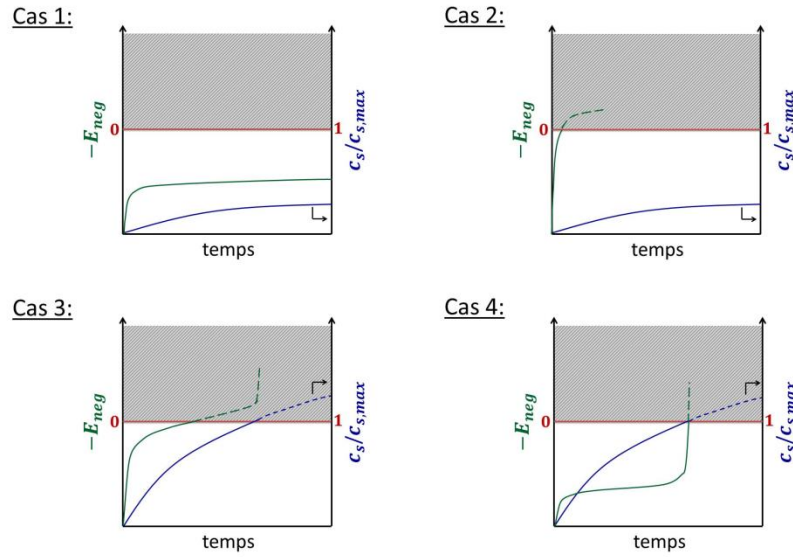 Cas 1:
−E_neg
0
1
c_s/c_s,max
temps
Cas 2:
−E_neg
0
1
c_s/c_s,max
temps
Cas 3:
−E_neg
0
1
c_s/c_s,max
temps
Cas 4:
−E_neg
0
1
c_s/c_s,max
temps